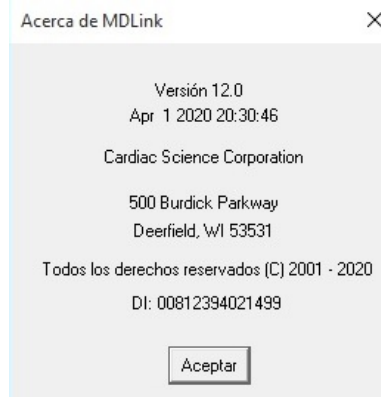 Acerca de MDLink
Versión 12.0
Apr 1 2020 20:30:46
Cardiac Science Corporation
500 Burdick Parkway
Deerfield, WI 53531
Todos los derechos reservados (C) 2001 - 2020
DI: 00812394021499
Aceptar